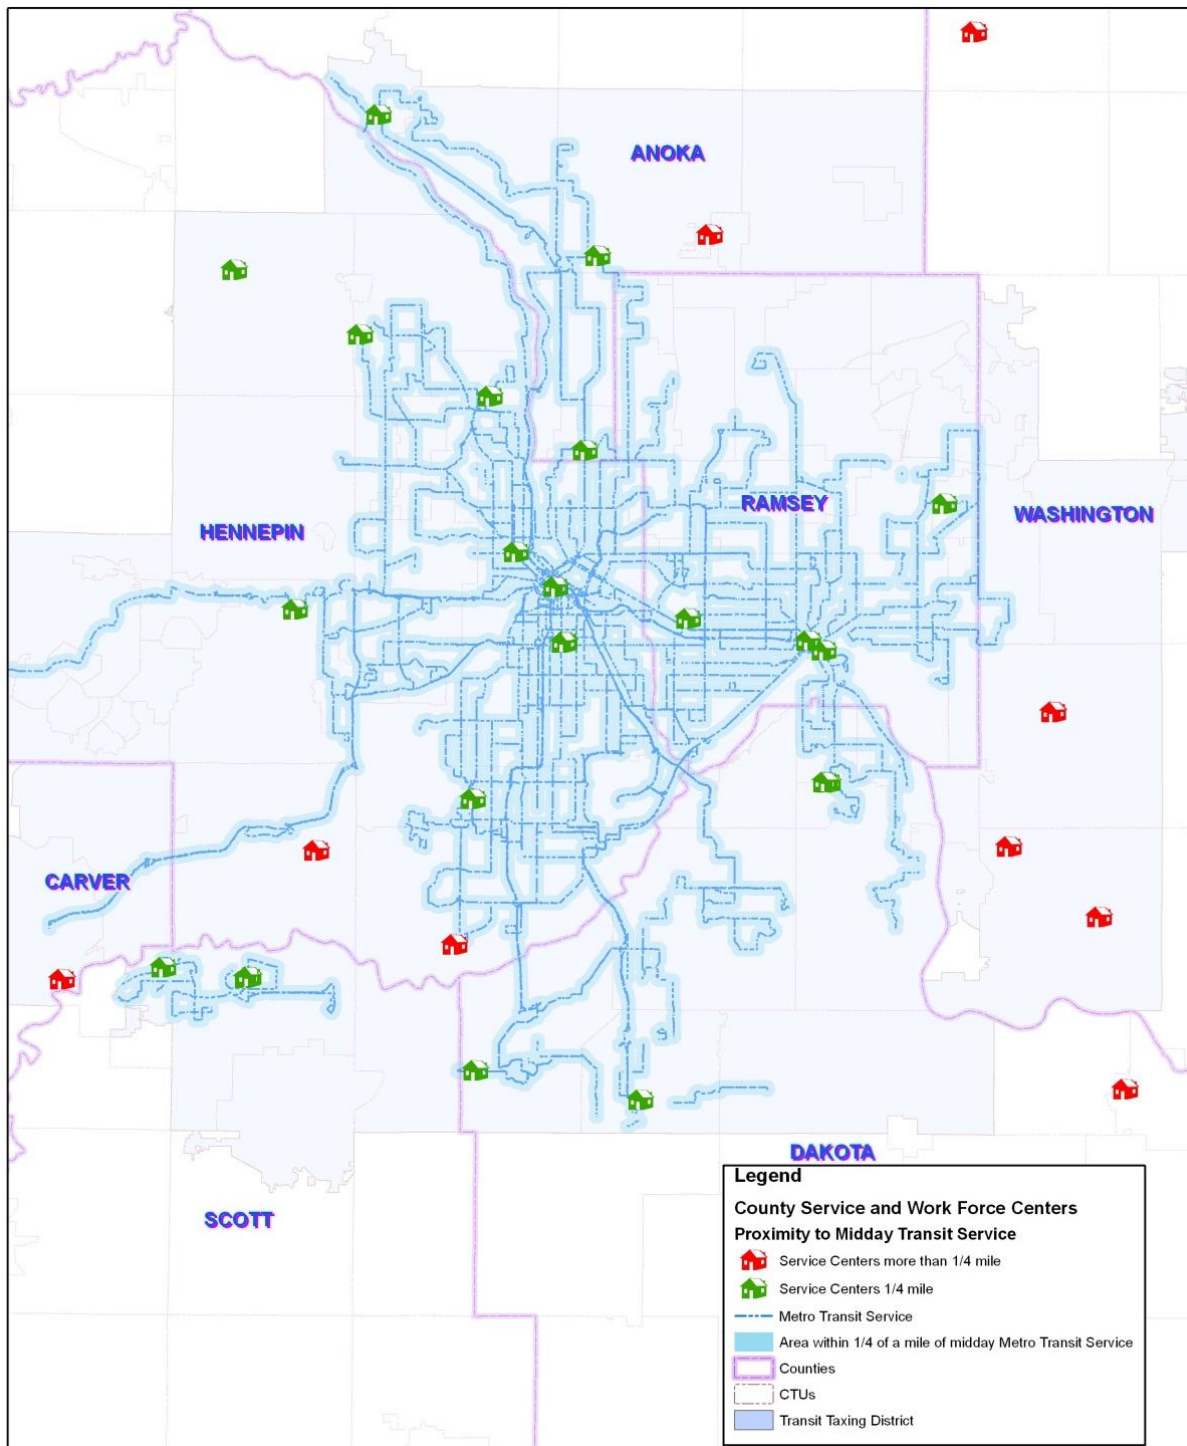 ANOKA
HENNEPIN
RAMSEY
WASHINGTON
CARVER
DAKOTA
SCOTT
Legend
County Service and Work Force Centers
Proximity to Midday Transit Service
Service Centers more than 1/4 mile
Service Centers 1/4 mile
Metro Transit Service
Area within 1/4 of a mile of midday Metro Transit Service
Counties
CTUs
Transit Taxing District